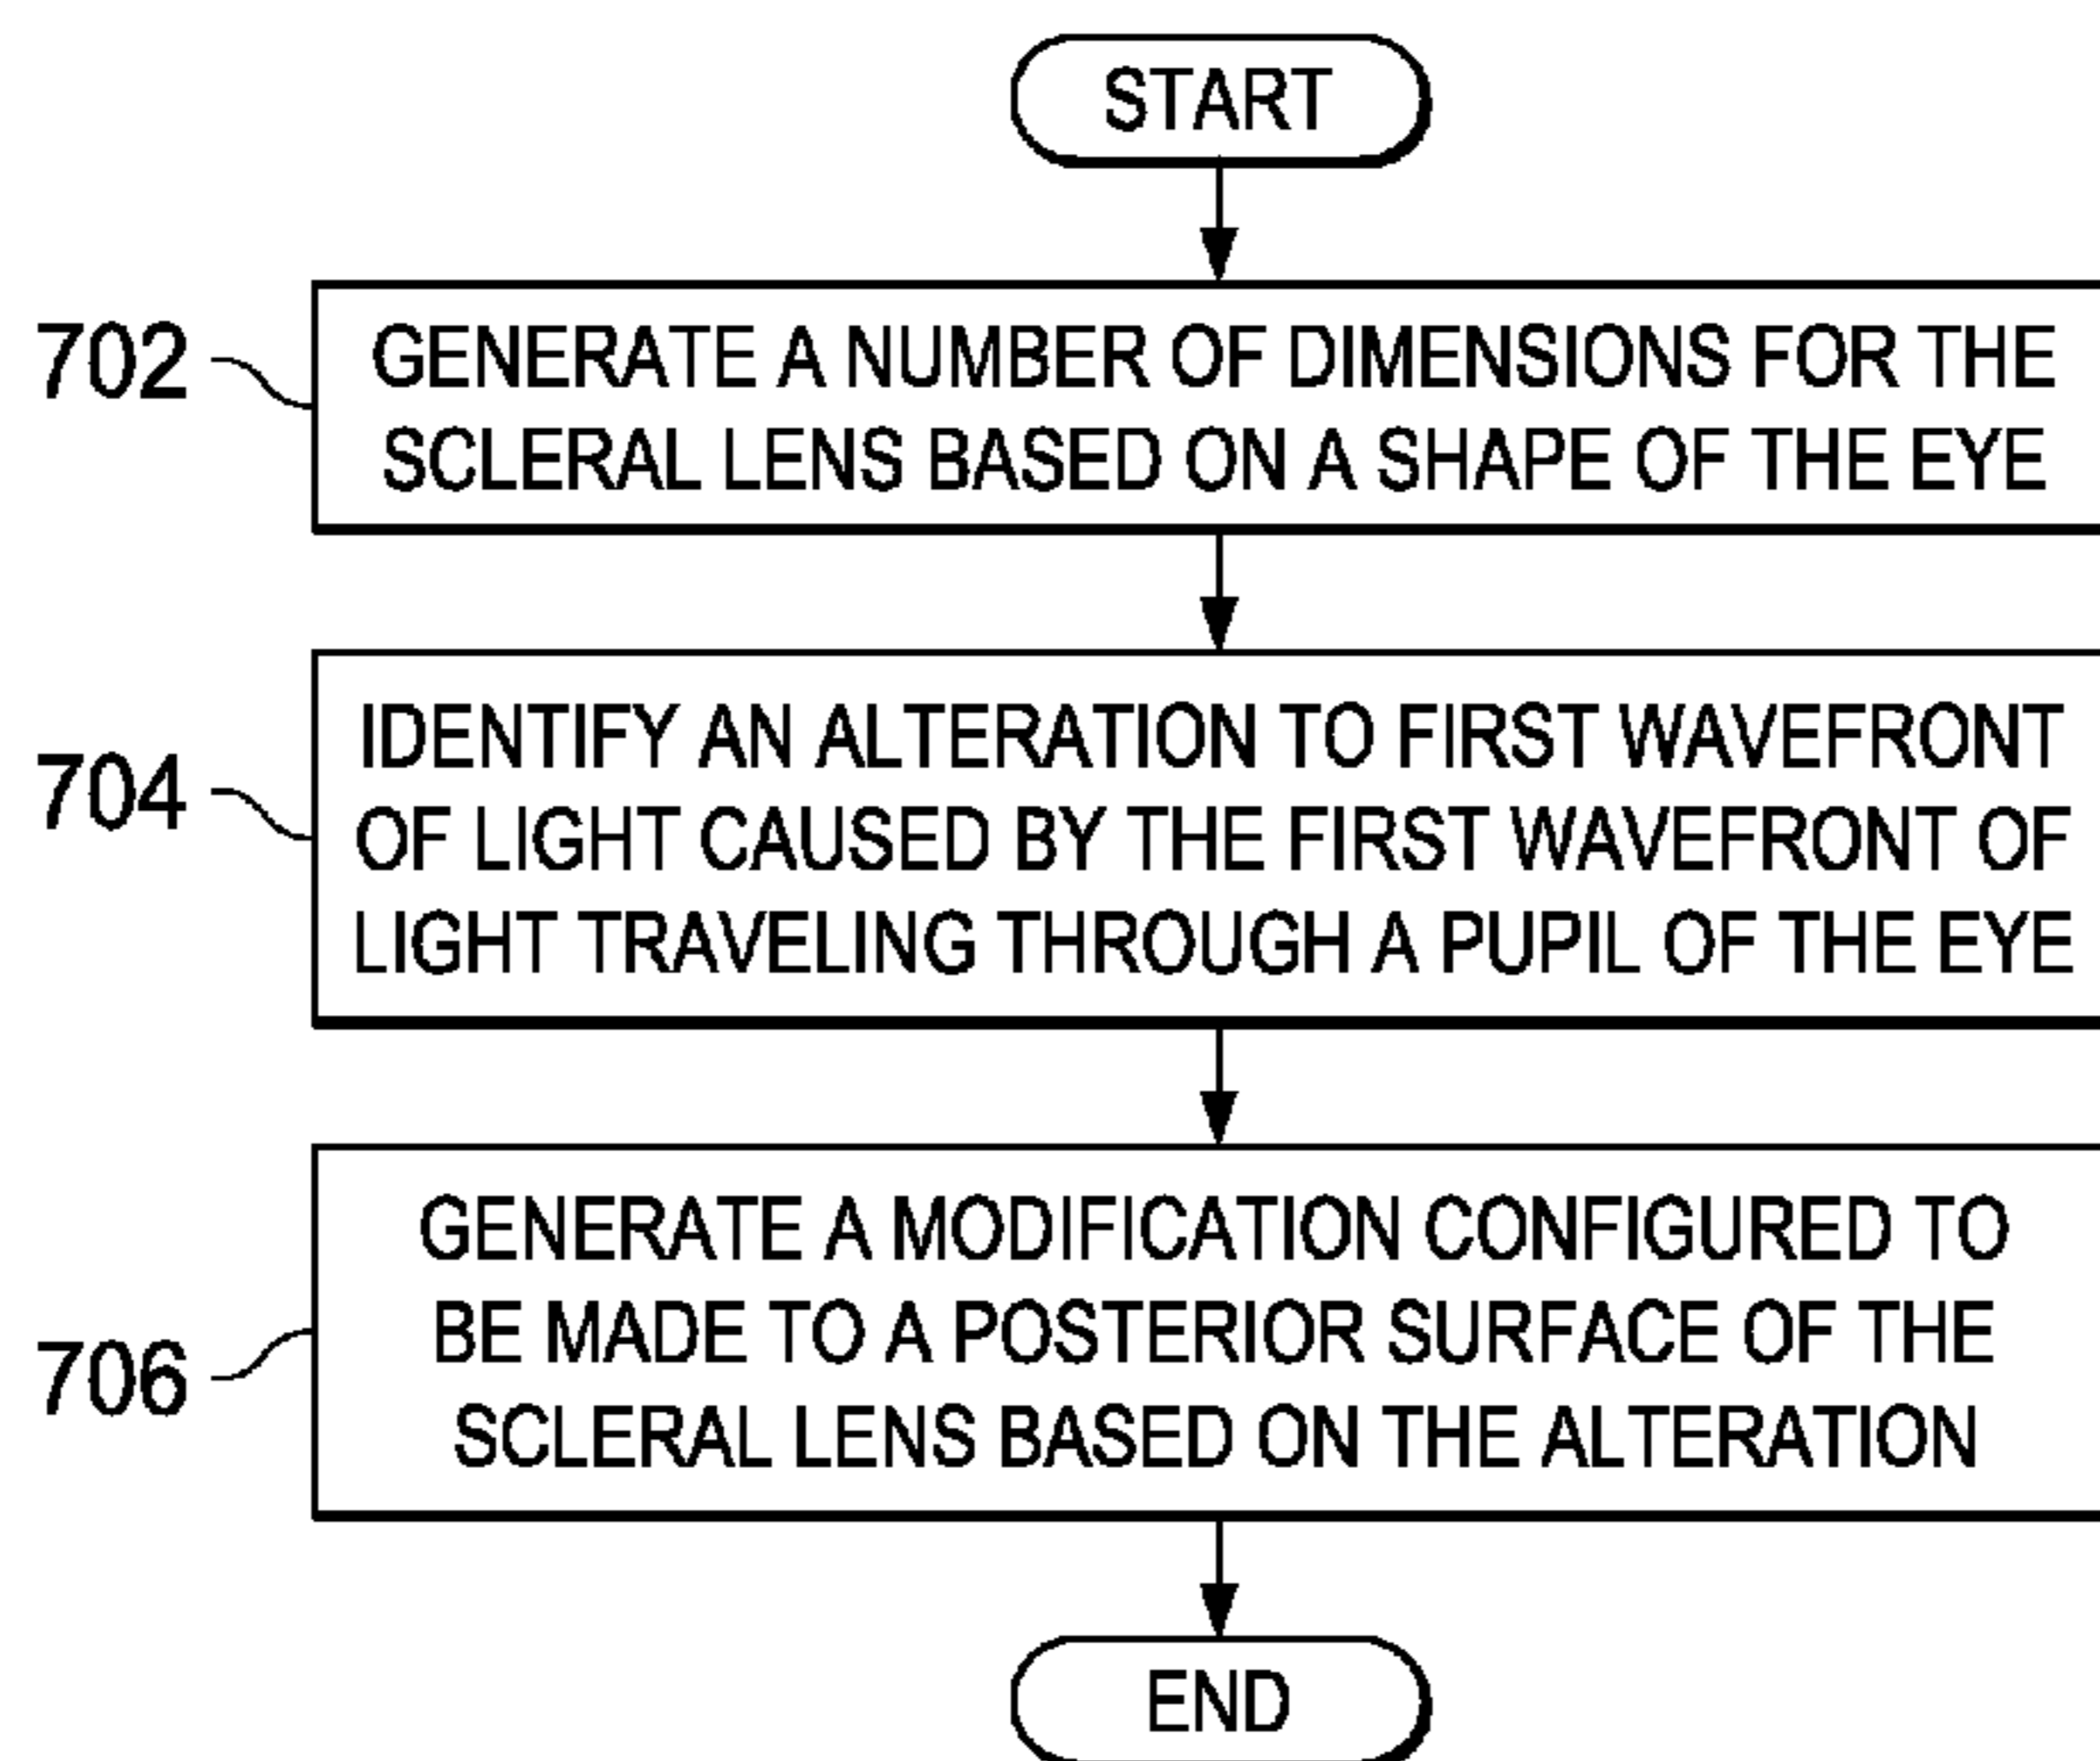 START
702
GENERATE A NUMBER OF DIMENSIONS FOR THE
SCLERAL LENS BASED ON A SHAPE OF THE EYE
704
IDENTIFY AN ALTERATION TO FIRST WAVEFRONT
OF LIGHT CAUSED BY THE FIRST WAVEFRONT OF
LIGHT TRAVELING THROUGH A PUPIL OF THE EYE
706
GENERATE A MODIFICATION CONFIGURED TO
BE MADE TO A POSTERIOR SURFACE OF THE
SCLERAL LENS BASED ON THE ALTERATION
END